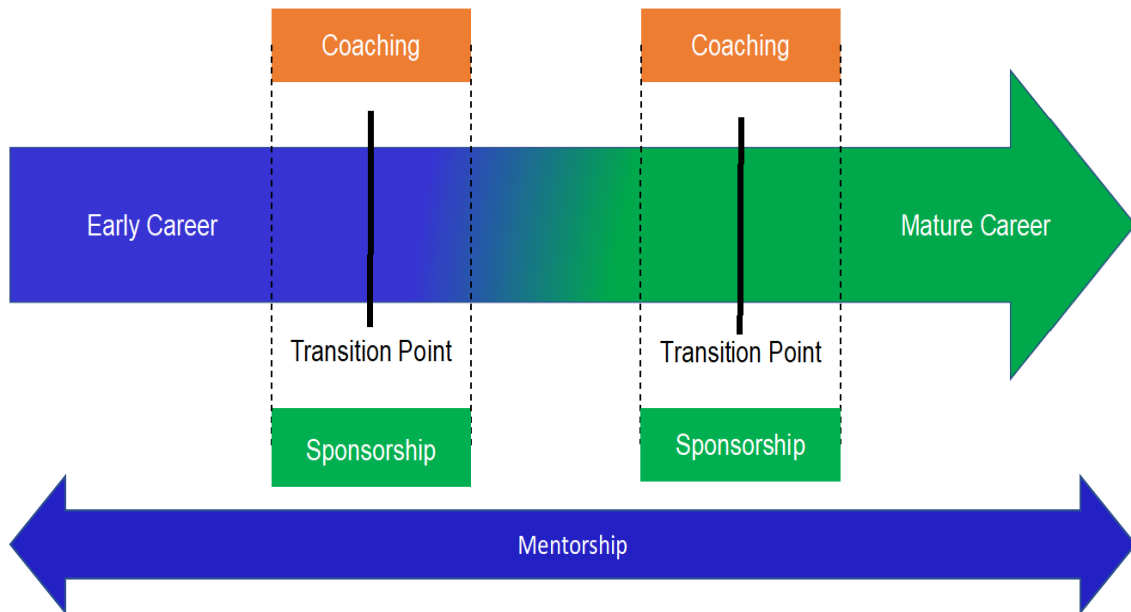 Coaching
Coaching
Early Career
Mature Career
Transition Point
Transition Point
Sponsorship
Sponsorship
Mentorship